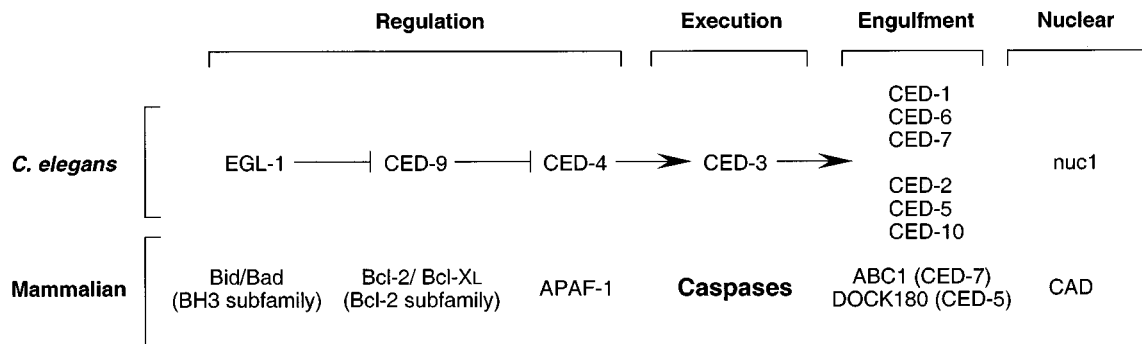 Regulation Execution Engulfment Nuclear
CED-1
CED-6
CED-7
C. elegans EGL-1 CED-9 CED-4 CED-3 nuc1
CED-2
CED-5
CED-10
Mammalian
Bid/Bad
(BH3 subfamily)
Bcl-2/ Bcl-XL
(Bcl-2 subfamily)
APAF-1
Caspases
ABC1 (CED-7)
DOCK180 (CED-5)
CAD